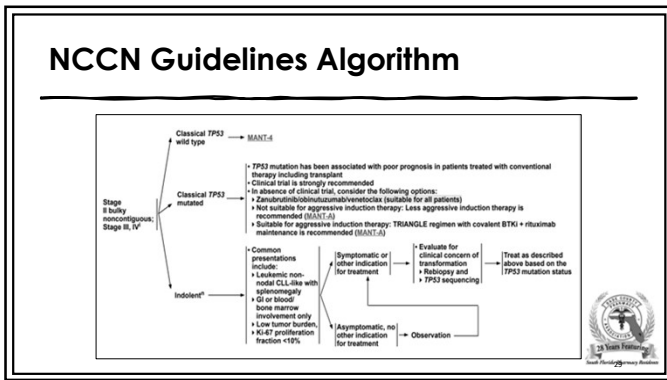 NCCN Guidelines Algorithm
Classical TP53
wild type
MANT-4
Stage
II bulky
noncontiguous;
Stage III, IV
Classical TP53
mutated
• TP53 mutation has been associated with poor prognosis in patients treated with conventional
therapy including transplant
• Clinical trial is strongly recommended
• In absence of clinical trial, consider the following options:
▸ Zanubrutinib/obinutuzumab/venetoclax (suitable for all patients)
▸ Not suitable for aggressive induction therapy: Less aggressive induction therapy is
recommended (MANT-A)
▸ Suitable for aggressive induction therapy: TRIANGLE regimen with covalent BTKi + rituximab
maintenance is recommended (MANT-A)
Indolent
• Common
presentations
include:
▸ Leukemic non-
nodal CLL-like with
splenomegaly
▸ GI or blood/
bone marrow
involvement only
▸ Low tumor burden,
▸ Ki-67 proliferation
fraction <10%
Symptomatic or
other indication
for treatment
• Evaluate for
clinical concern of
transformation
▸ Rebiopsy and
▸ TP53 sequencing
Treat as described
above based on the
TP53 mutation status
Asymptomatic, no
other indication
for treatment
Observation
28 Years Featuring
South Florida Pharmacy Residents